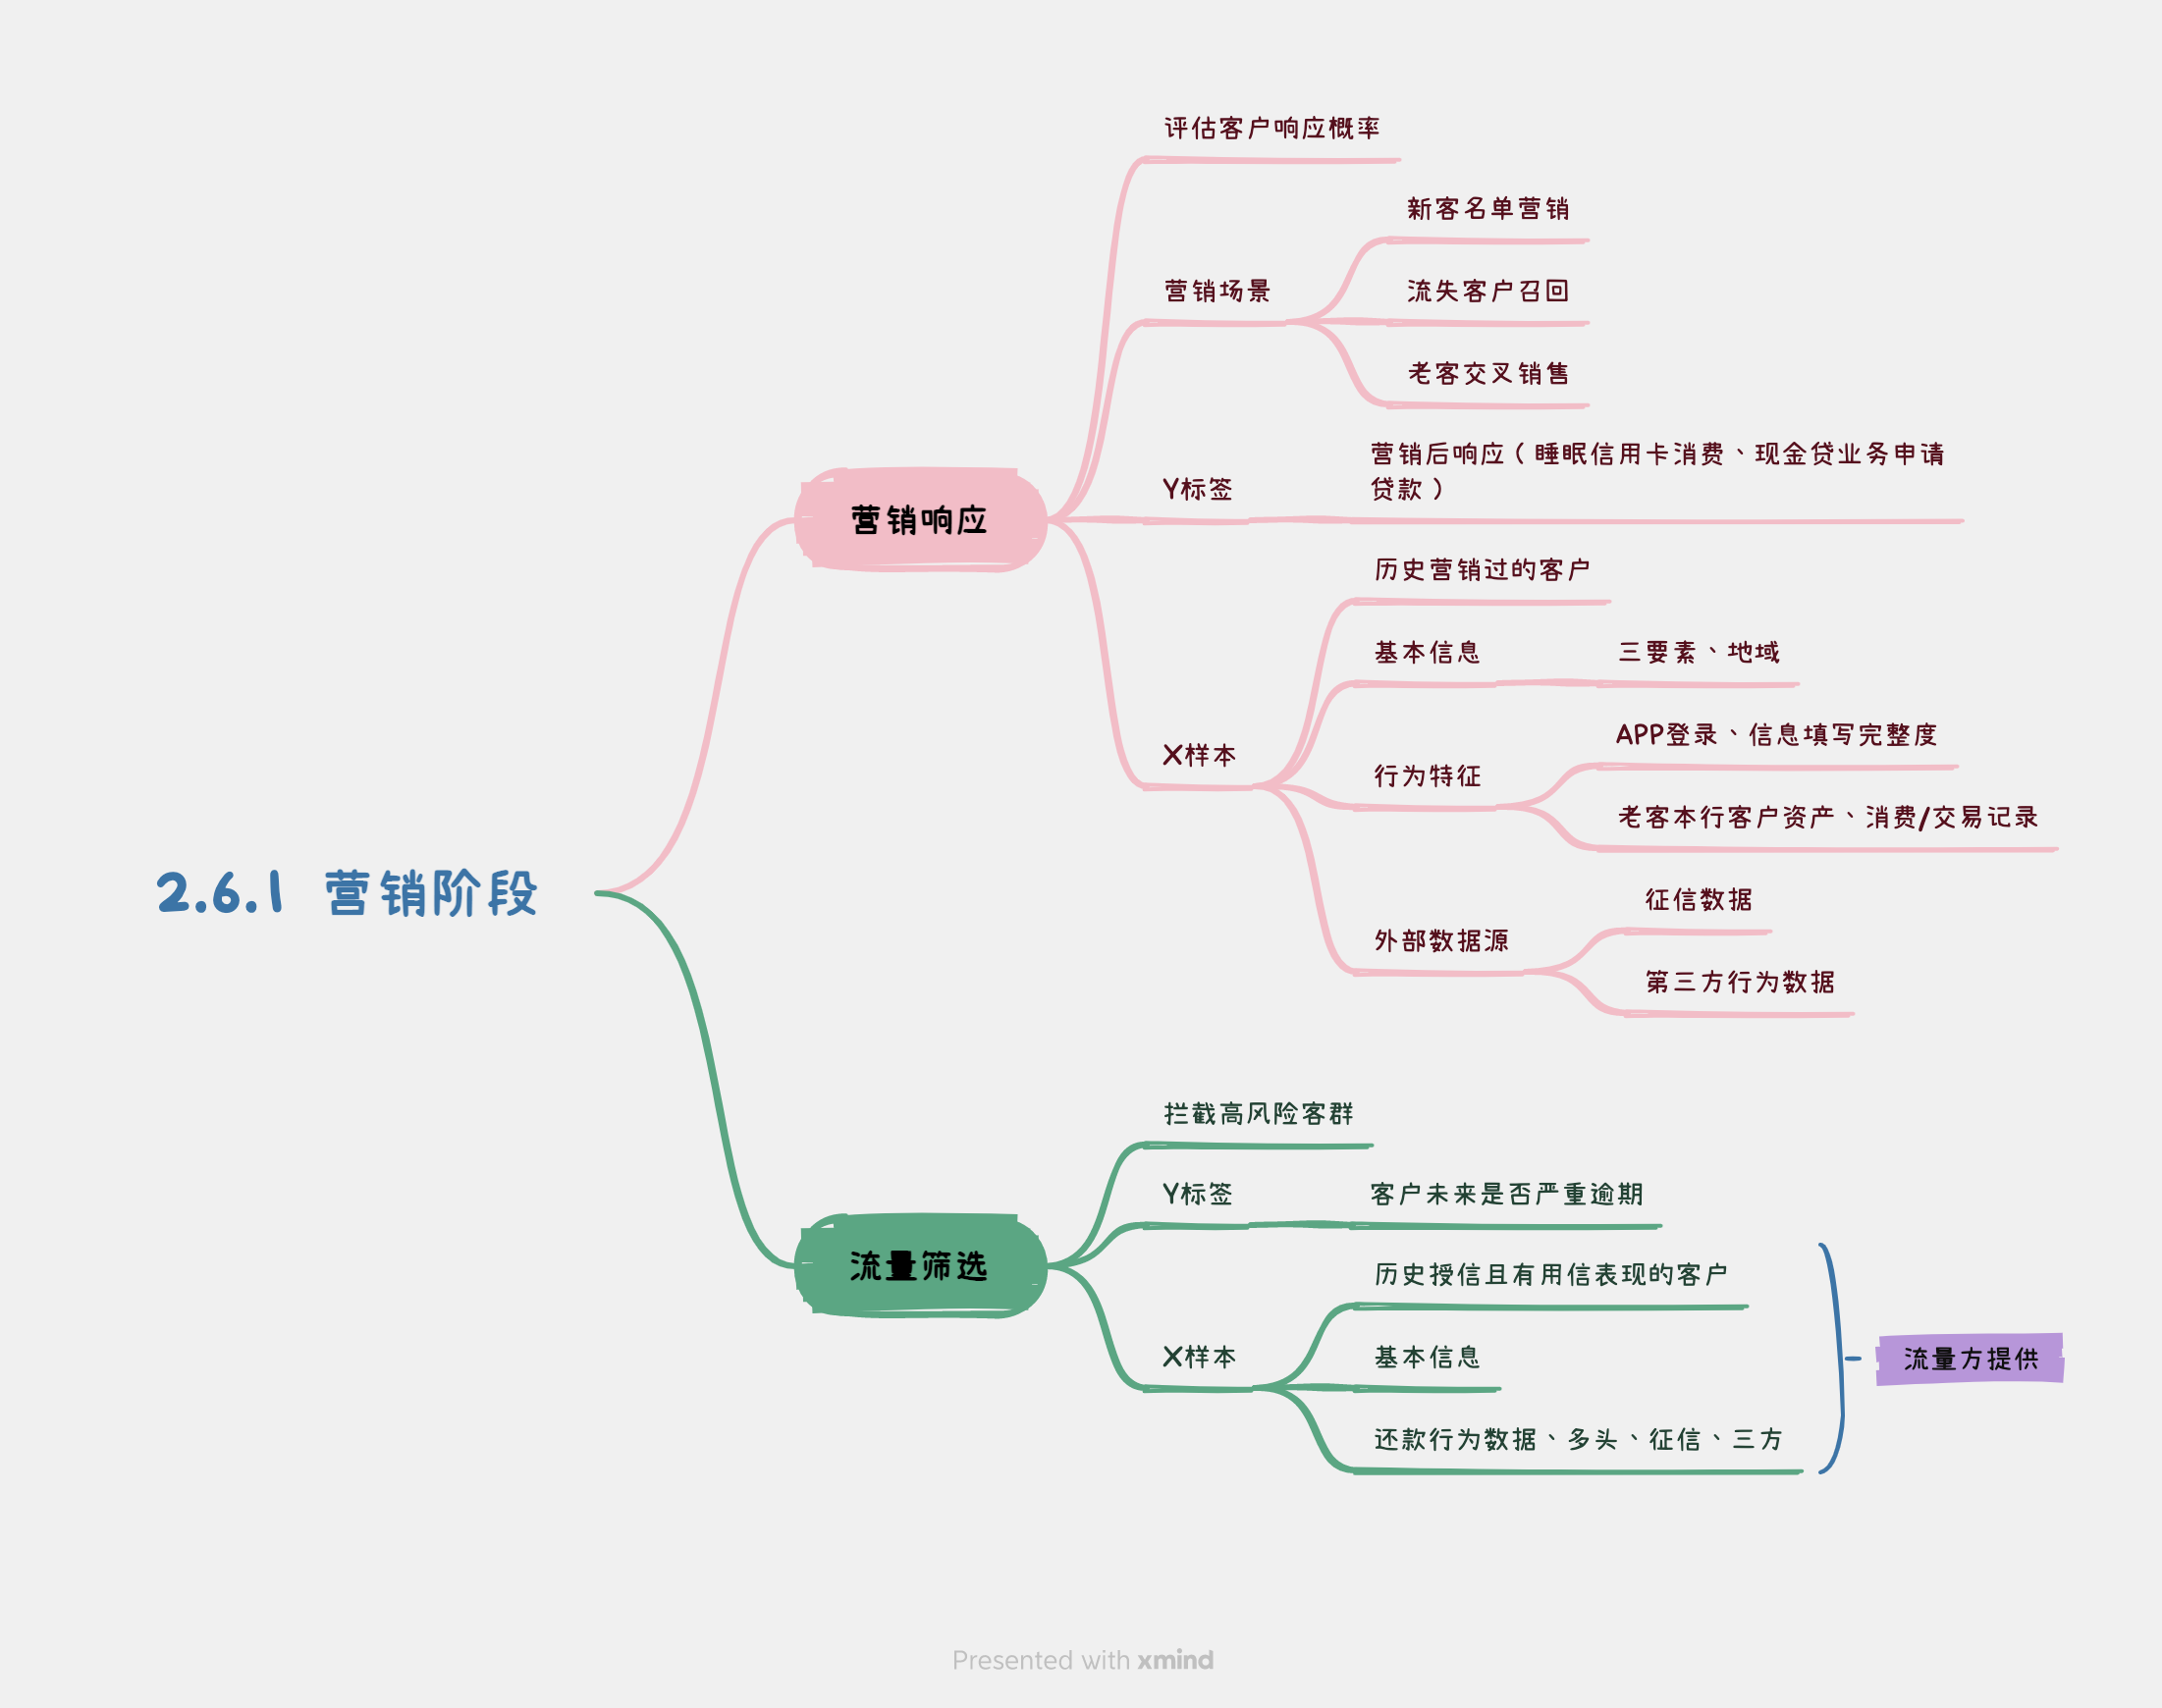 2.6.1 营销阶段
营销响应
评估客户响应概率
营销场景
新客名单营销
流失客户召回
老客交叉销售
Y标签
营销后响应（睡眠信用卡消费、现金贷业务申请
贷款）
X样本
历史营销过的客户
基本信息
三要素、地域
行为特征
APP登录、信息填写完整度
老客本行客户资产、消费/交易记录
外部数据源
征信数据
第三方行为数据
流量筛选
拦截高风险客群
Y标签
客户未来是否严重逾期
X样本
历史授信且有用信表现的客户
基本信息
还款行为数据、多头、征信、三方
流量方提供
Presented with xmind